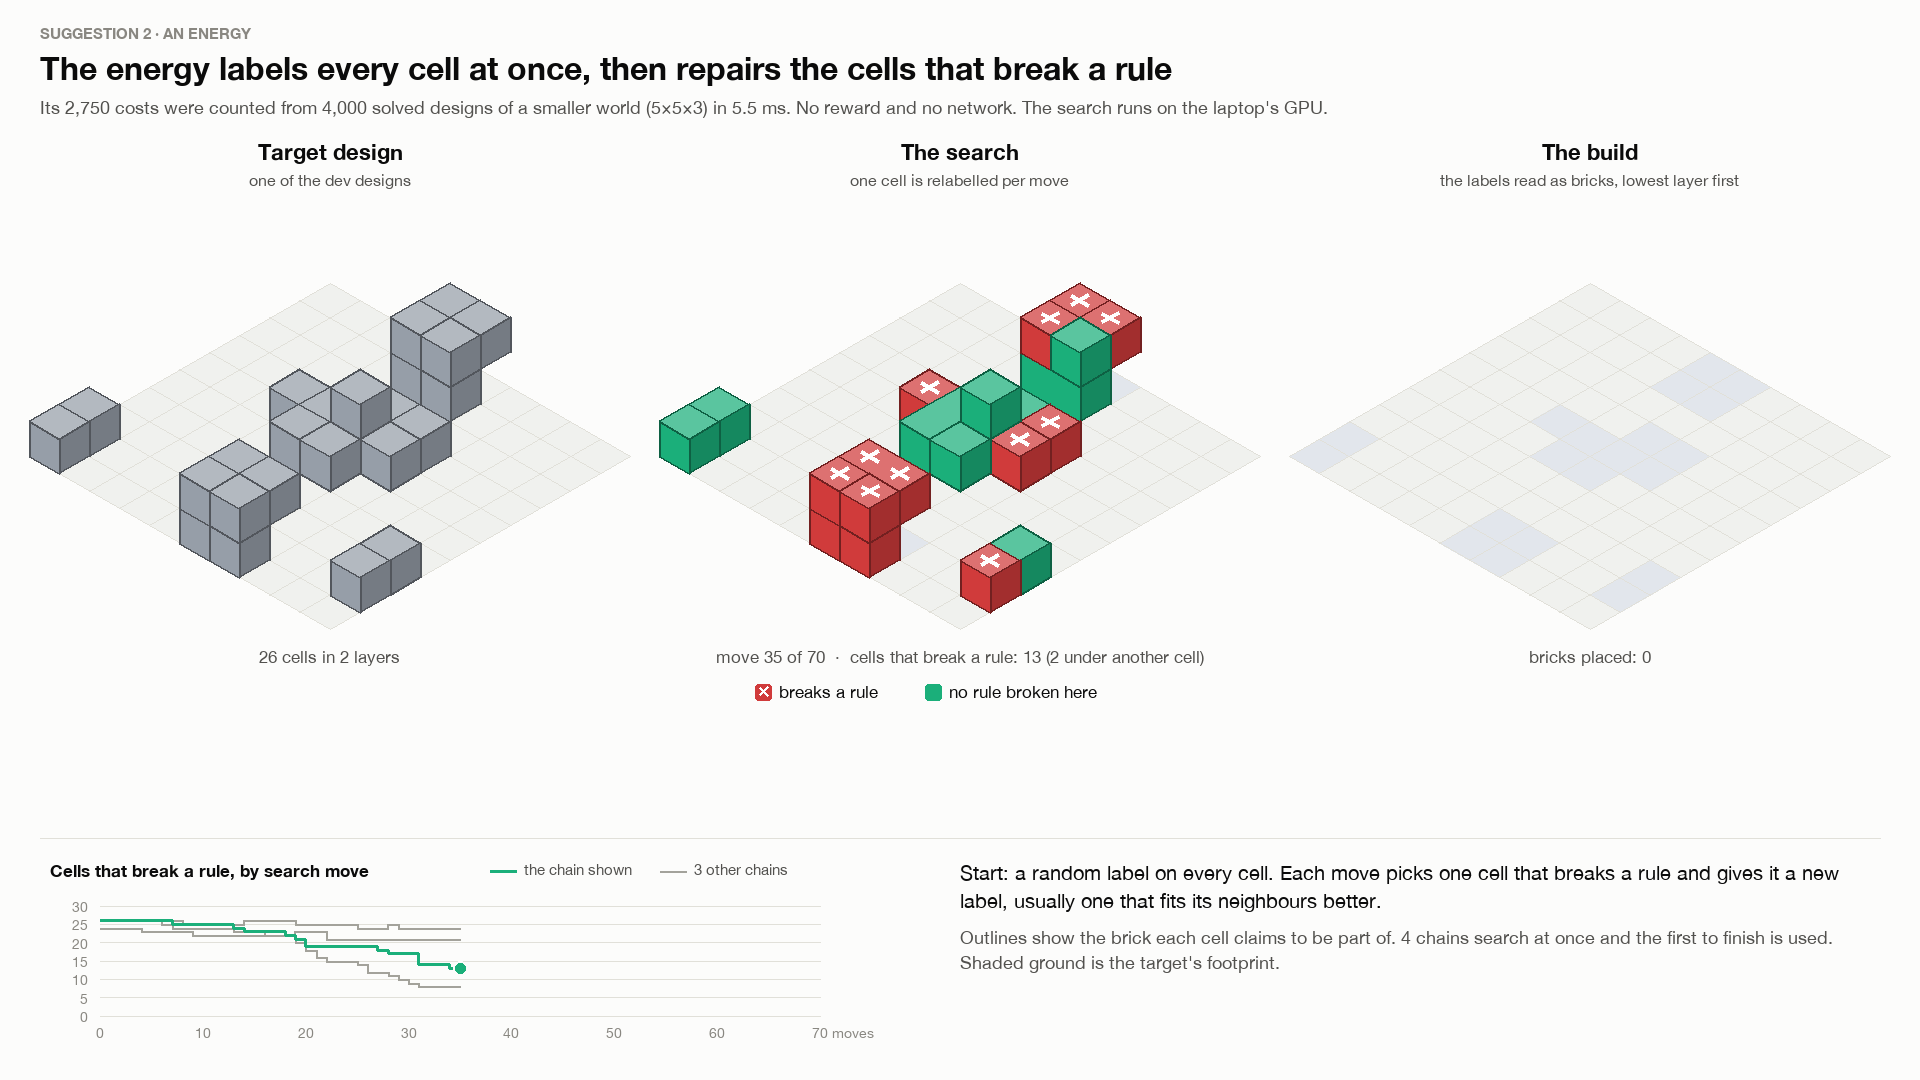 SUGGESTION 2 · AN ENERGY
The energy labels every cell at once, then repairs the cells that break a rule
Its 2,750 costs were counted from 4,000 solved designs of a smaller world (5×5×3) in 5.5 ms. No reward and no network. The search runs on the laptop's GPU.
Target design
one of the dev designs
The search
one cell is relabelled per move
The build
the labels read as bricks, lowest layer first
26 cells in 2 layers
move 35 of 70 · cells that break a rule: 13 (2 under another cell)
bricks placed: 0
breaks a rule
no rule broken here
Cells that break a rule, by search move
the chain shown
3 other chains
30
25
20
15
10
5
0
0 10 20 30 40 50 60 70 moves
Start: a random label on every cell. Each move picks one cell that breaks a rule and gives it a new
label, usually one that fits its neighbours better.
Outlines show the brick each cell claims to be part of. 4 chains search at once and the first to finish is used.
Shaded ground is the target's footprint.